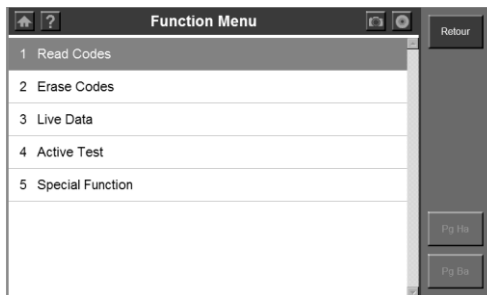 ? Function Menu
Retour
1 Read Codes
2 Erase Codes
3 Live Data
4 Active Test
5 Special Function
Pg Ha
Pg Ba